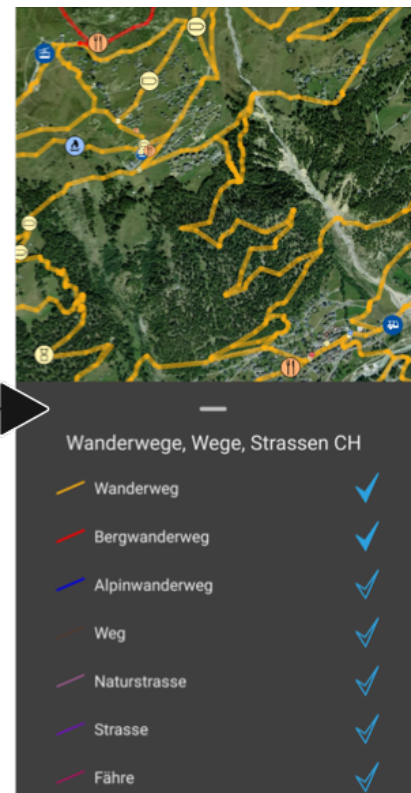 Wanderwege, Wege, Strassen CH
Wanderweg
Bergwanderweg
Alpinwanderweg
Weg
Naturstrasse
Strasse
Fähre